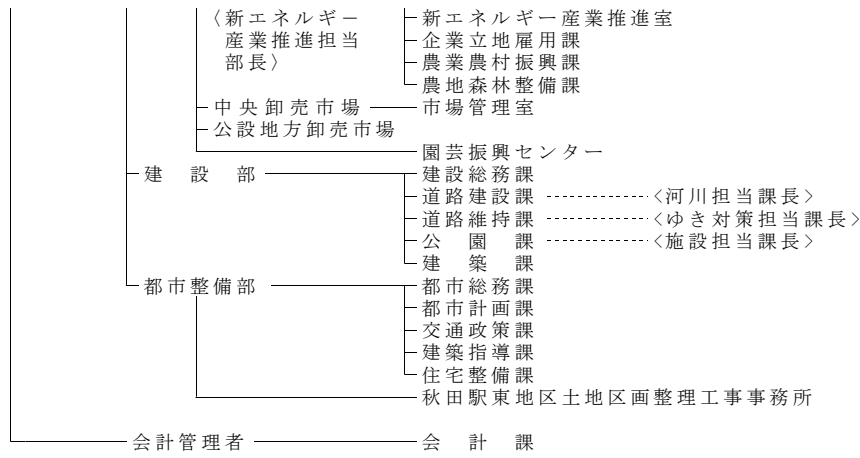 〈新エネルギー 新エネルギー産業推進室
産業推進担当 企業立地雇用課
部長〉 農業農村振興課
農地森林整備課
中央卸売市場 市場管理室
公設地方卸売市場
園芸振興センター
建設部 建設総務課
道路建設課 <河川担当課長>
道路維持課 <ゆき対策担当課長>
公園課 <施設担当課長>
建築課
都市整備部 都市総務課
都市計画課
交通政策課
建築指導課
住宅整備課
秋田駅東地区土地区画整理工事事務所
会計管理者 会計課